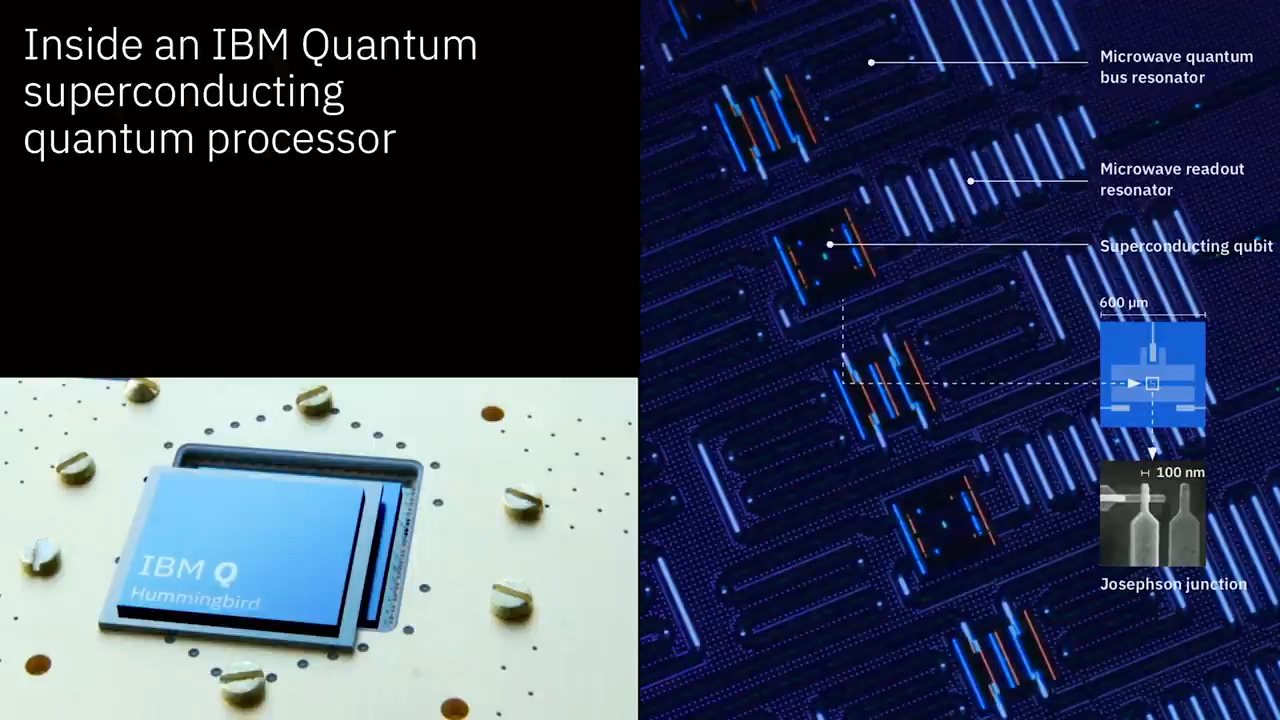 Inside an IBM Quantum
superconducting
quantum processor
IBM Q
Hummingbird
Microwave quantum
bus resonator
Microwave readout
resonator
Superconducting qubit
600 μm
100 nm
Josephson junction